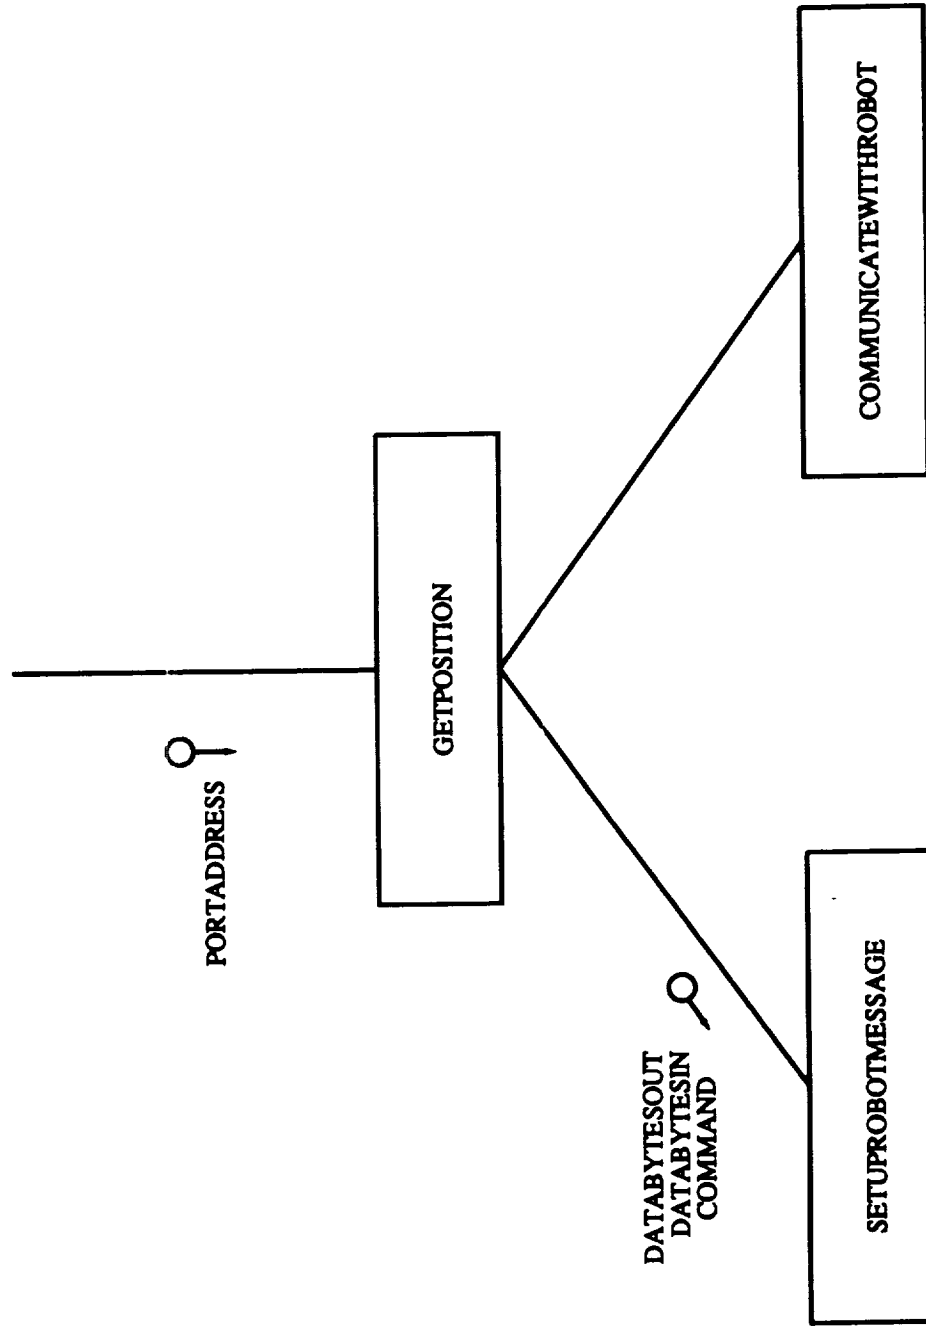 PORTADDRESS
GETPOSITION
DATABYTESOUT
DATABYTESIN
COMMAND
SETUPROBOTMESSAGE
COMMUNICATEWITHROBOT